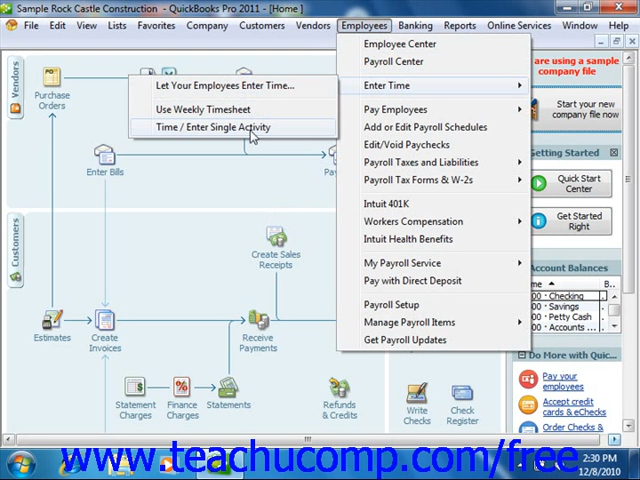 Sample Rock Castle Construction - QuickBooks Pro 2011 - [Home ]
File Edit View Lists Favorites Company Customers Vendors Employees Banking Reports Online Services Window Help
Vendors
Purchase Orders
Enter Bills
Let Your Employees Enter Time...
Use Weekly Timesheet
Time / Enter Single Activity
Employee Center
Payroll Center
Enter Time
Pay Employees
Add or Edit Payroll Schedules
Edit/Void Paychecks
Payroll Taxes and Liabilities
Payroll Tax Forms & W-2s
Intuit 401K
Workers Compensation
Intuit Health Benefits
My Payroll Service
Pay with Direct Deposit
Payroll Setup
Manage Payroll Items
Get Payroll Updates
are using a sample
company file
Start your new
company file now
Getting Started
Quick Start
Center
Get Started
Right
Account Balances
me B..
00 · Checking
00 · Savings
00 · Petty Cash
00 · Accounts ...
Do More with Quic...
Pay your
employees
Accept credit
cards & eChecks
Order Checks &
Customers
Create Sales
Receipts
Estimates
Create
Invoices
Receive
Payments
Statement
Charges
Finance
Charges
Statements
Refunds
& Credits
Write
Checks
Check
Register
www.teachucomp.com/free
2:30 PM
12/8/2010